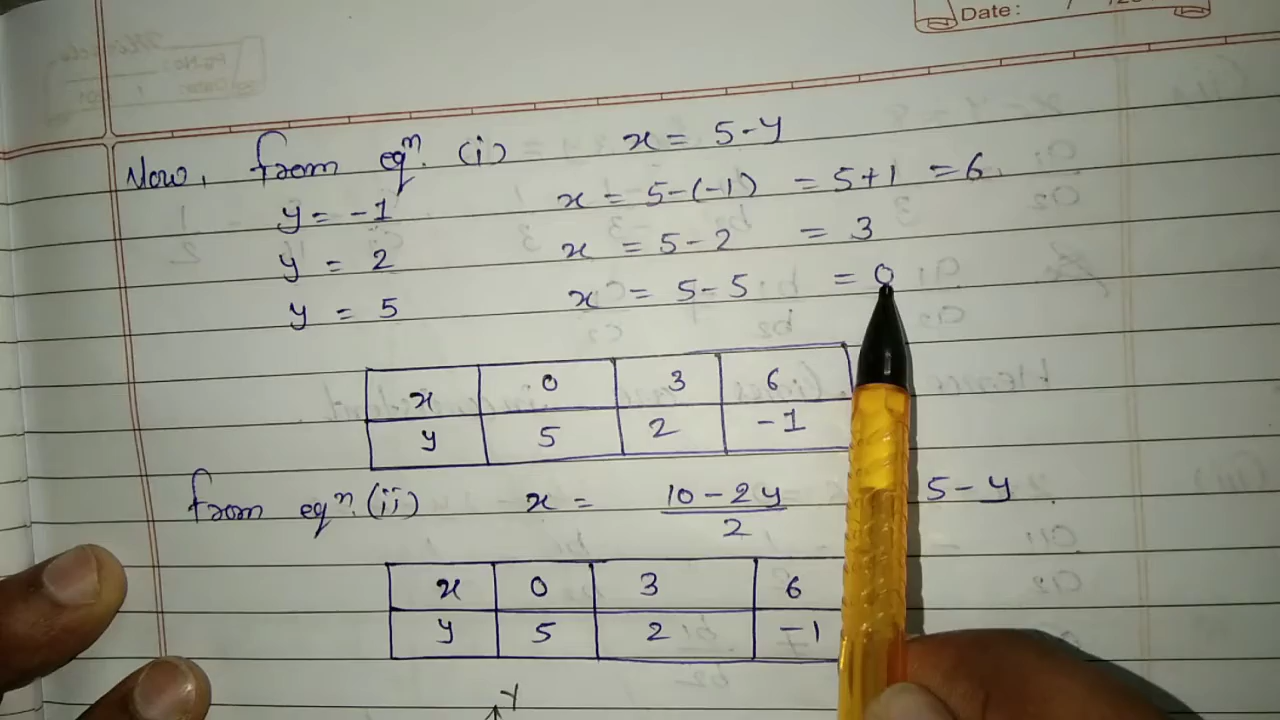 Date: /
Now, from eqⁿ. (i) x = 5-y
y = -1 x = 5-(-1) = 5+1 = 6.
y = 2 x = 5-2 = 3
y = 5 x = 5-5 = 0
x 0 3 6
y 5 2 -1
from eqⁿ. (ii) x = (10-2y)/2 5-y
x 0 3 6
y 5 2 -1
Y